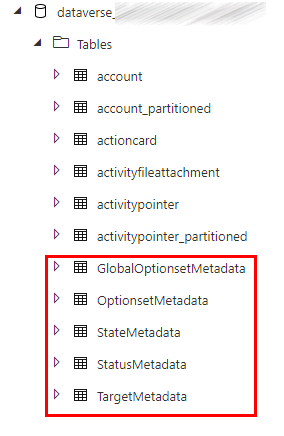 dataverse_
Tables
account
account_partitioned
actioncard
activityfileattachment
activitypointer
activitypointer_partitioned
GlobalOptionsetMetadata
OptionsetMetadata
StateMetadata
StatusMetadata
TargetMetadata